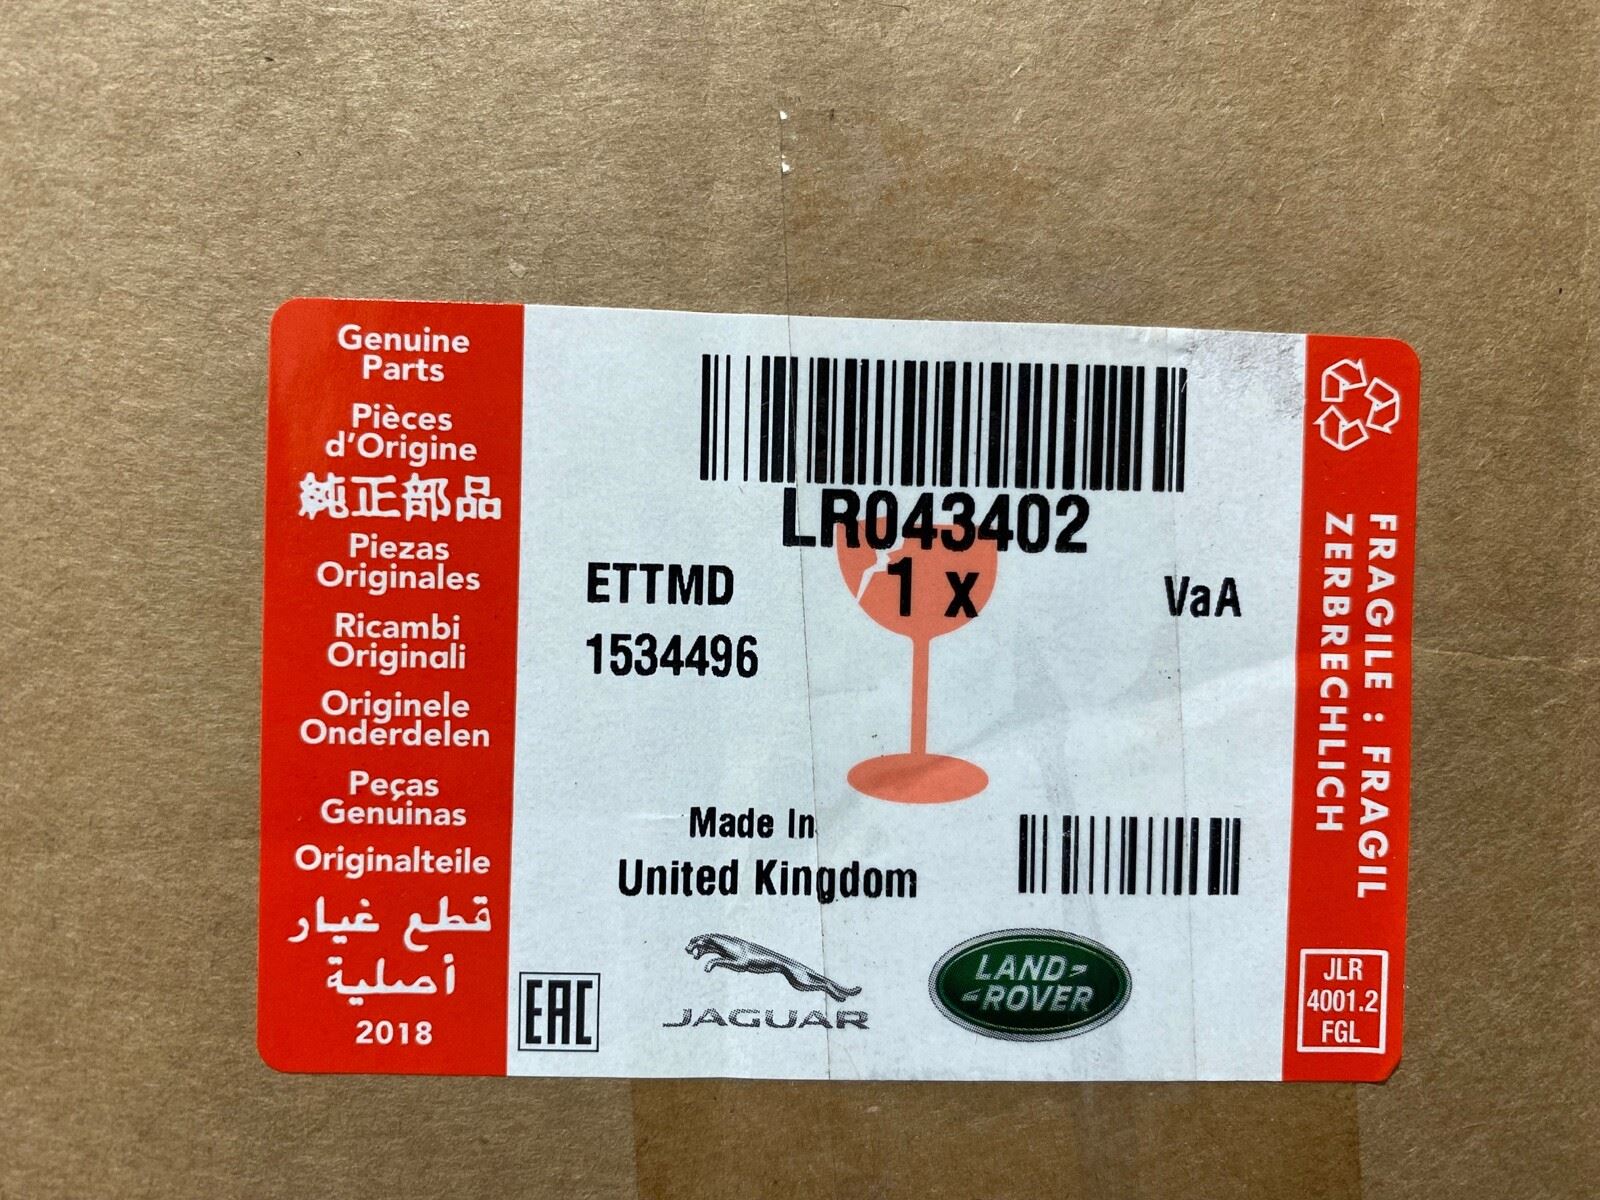 Genuine
Parts
Pièces
d'Origine
純正部品
Piezas
Originales
Ricambi
Originali
Originele
Onderdelen
Peças
Genuinas
Originalteile
قطع غيار
أصلية
2018
LR043402
ETTMD
1 x
VaA
1534496
Made In
United Kingdom
EAC
JAGUAR
LAND-
-ROVER
FRAGILE : FRAGIL
ZERBRECHLICH
JLR
4001.2
FGL